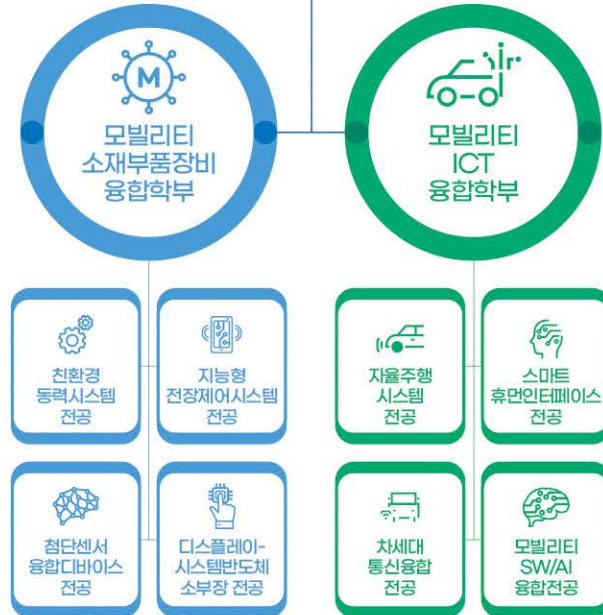 M
모빌리티
소재부품장비
융합학부
모빌리티
ICT
융합학부
친환경
동력시스템
전공
지능형
전장제어시스템
전공
자율주행
시스템
전공
스마트
휴먼인터페이스
전공
첨단센서
융합디바이스
전공
디스플레이-
시스템반도체
소부장 전공
차세대
통신융합
전공
모빌리티
SW/AI
융합전공